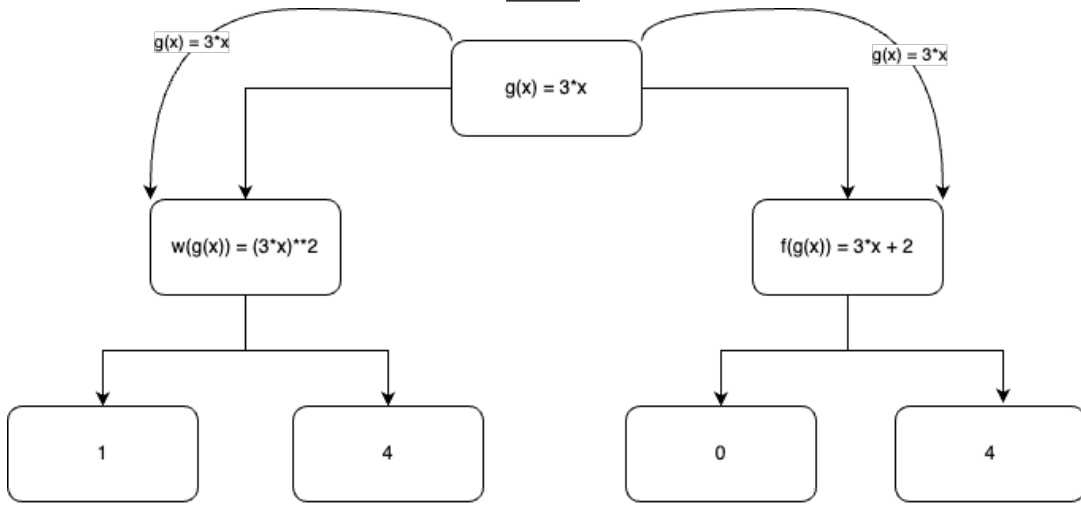 g(x) = 3*x
g(x) = 3*x
g(x) = 3*x
w(g(x)) = (3*x)**2
f(g(x)) = 3*x + 2
1
4
0
4